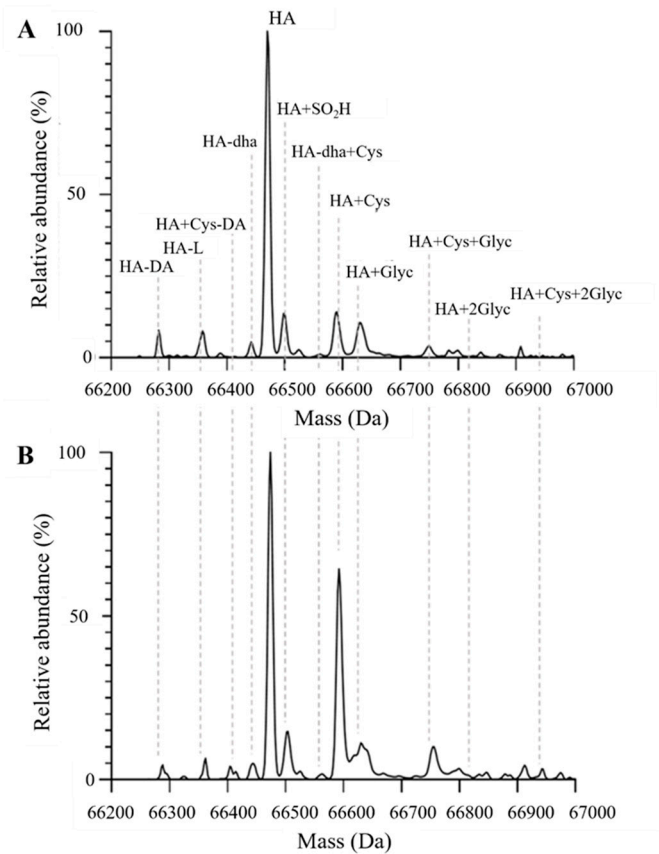 A
100
HA
HA+SO₂H
HA-dha
HA-dha+Cys
50
HA+Cys
HA+Cys-DA
HA-L
HA+Cys+Glyc
HA-DA
HA+Glyc
HA+Cys+2Glyc
HA+2Glyc
0
Relative abundance (%)
66200 66300 66400 66500 66600 66700 66800 66900 67000
Mass (Da)
B
100
50
0
Relative abundance (%)
66200 66300 66400 66500 66600 66700 66800 66900 67000
Mass (Da)